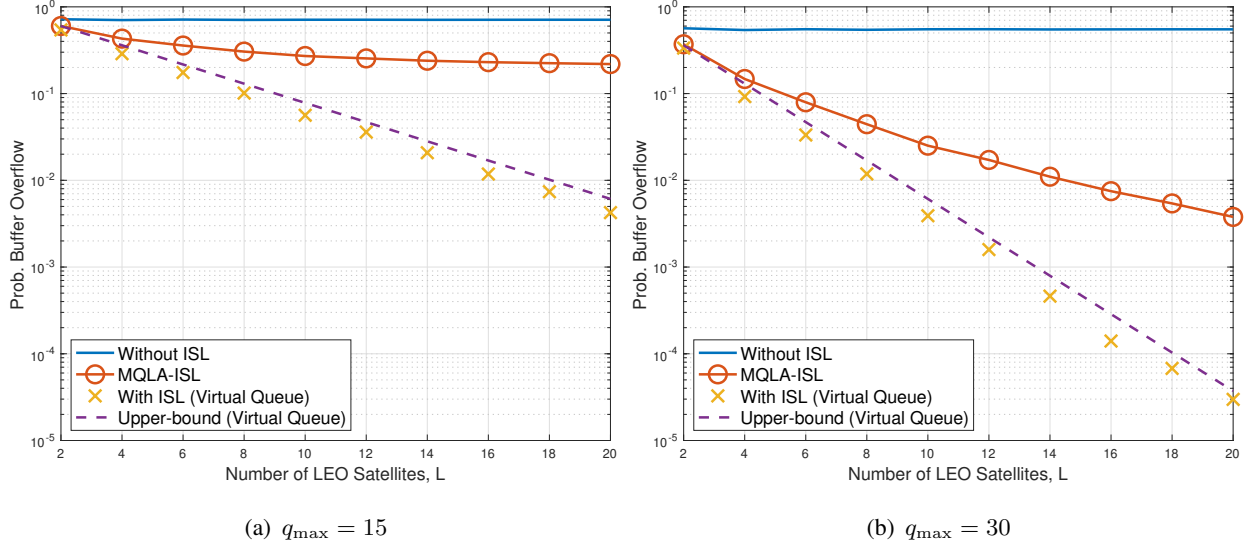 Prob. Buffer Overflow
10^0
10^-1
10^-2
10^-3
10^-4
10^-5
Without ISL
MQLA-ISL
With ISL (Virtual Queue)
Upper-bound (Virtual Queue)
2 4 6 8 10 12 14 16 18 20
Number of LEO Satellites, L
(a) q_max = 15
Prob. Buffer Overflow
10^0
10^-1
10^-2
10^-3
10^-4
10^-5
Without ISL
MQLA-ISL
With ISL (Virtual Queue)
Upper-bound (Virtual Queue)
2 4 6 8 10 12 14 16 18 20
Number of LEO Satellites, L
(b) q_max = 30